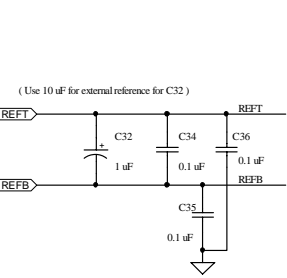 ( Use 10 uF for external reference for C32 )
REFT
REFT
+
C32
C34
C36
1 uF
0.1 uF
0.1 uF
REFB
REFB
C35
0.1 uF